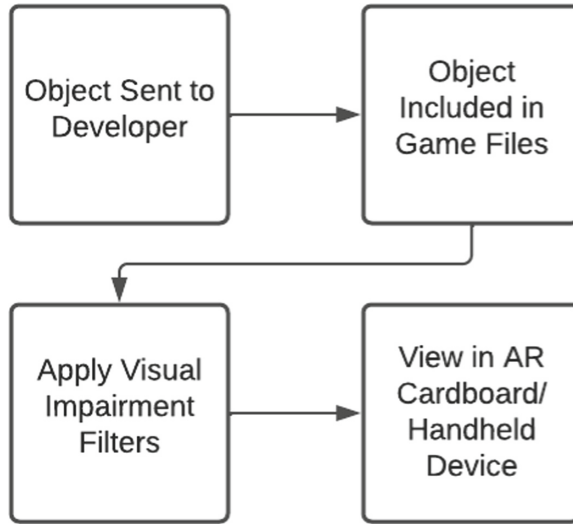 Object Sent to
Developer
Object
Included in
Game Files
Apply Visual
Impairment
Filters
View in AR
Cardboard/
Handheld
Device